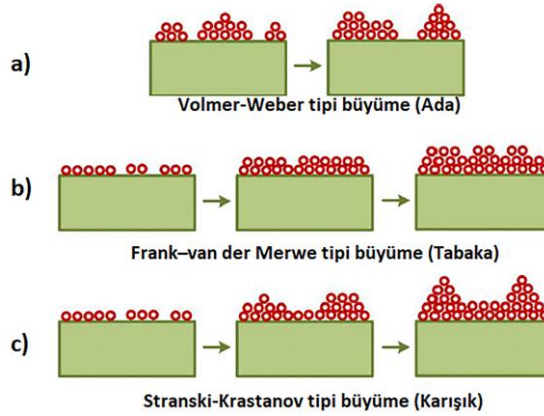 a)
Volmer-Weber tipi büyüme (Ada)
b)
Frank–van der Merwe tipi büyüme (Tabaka)
c)
Stranski-Krastanov tipi büyüme (Karışık)